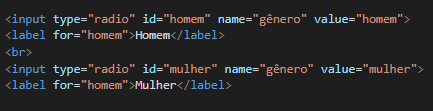 <input type="radio" id="homem" name="gênero" value="homem">
<label for="homem">Homem</label>
<br>
<input type="radio" id="mulher" name="gênero" value="mulher">
<label for="homem">Mulher</label>